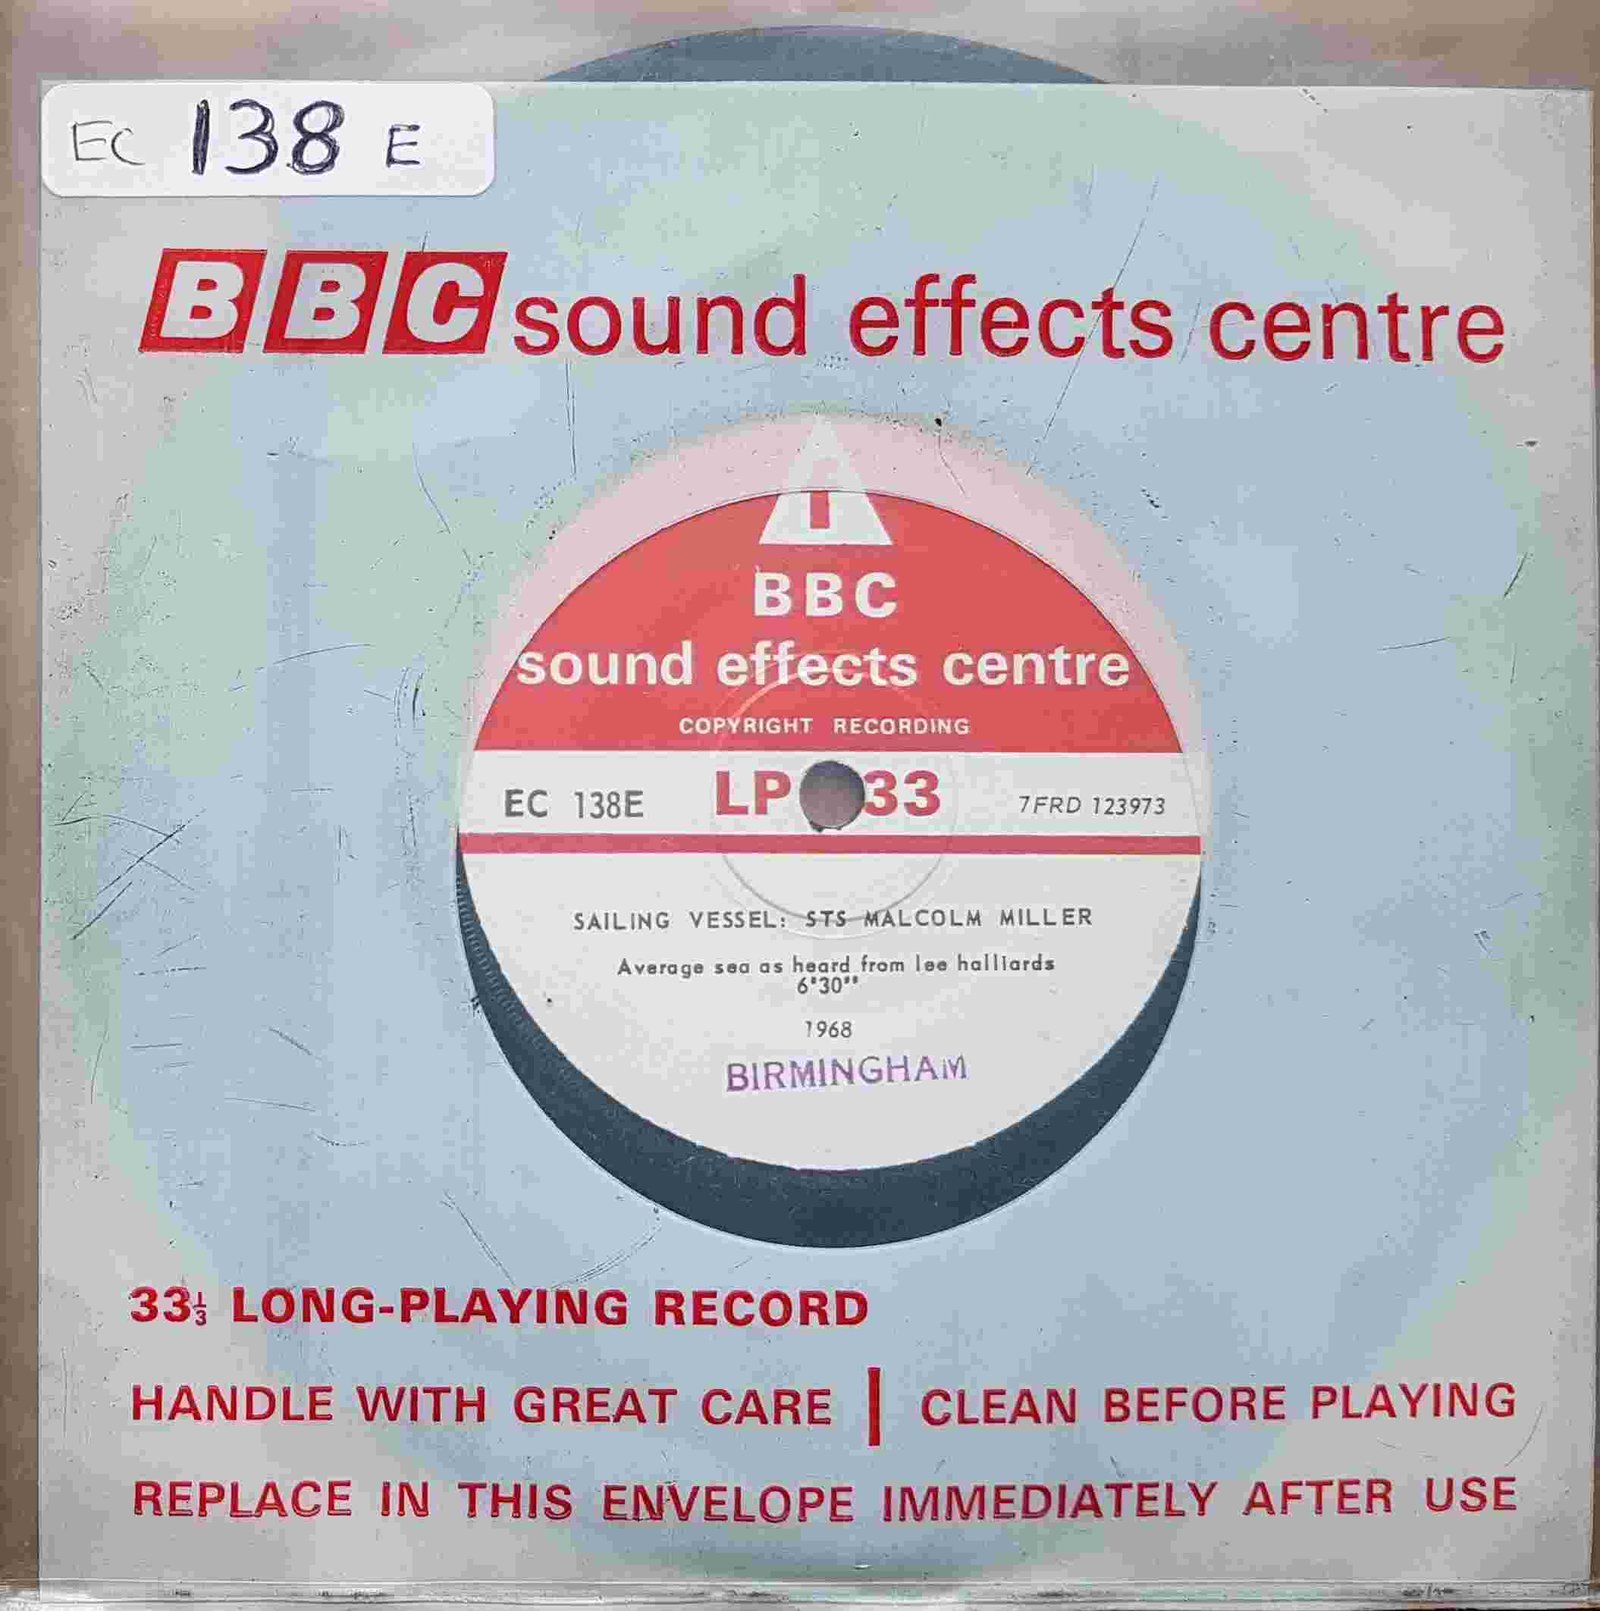 EC 138 E
BBC sound effects centre
BBC
sound effects centre
COPYRIGHT RECORDING
EC 138E LP 33 7FRD 123973
SAILING VESSEL: STS MALCOLM MILLER
Average sea as heard from lee halliards
6'30''
1968
BIRMINGHAM
33⅓ LONG-PLAYING RECORD
HANDLE WITH GREAT CARE | CLEAN BEFORE PLAYING
REPLACE IN THIS ENVELOPE IMMEDIATELY AFTER USE